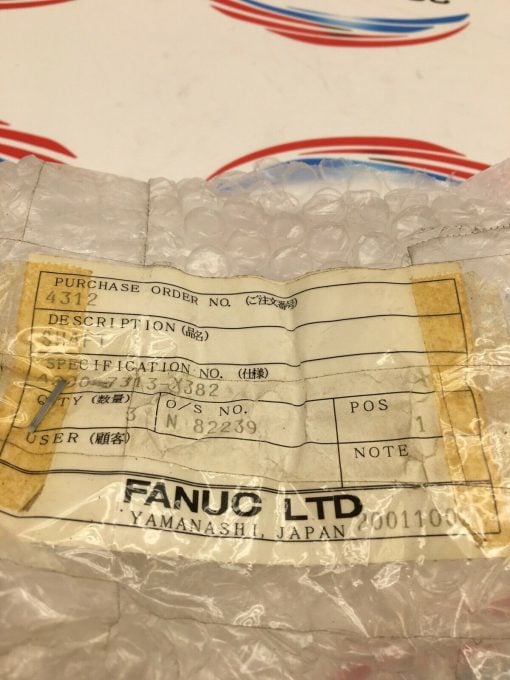 PURCHASE ORDER NO. (ご注文番号)
4312
DESCRIPTION (品名)
SHAFT
SPECIFICATION NO. (仕様)
Q'TY (数量) 3
O/S NO.
N 82239
POS
1
USER (顧客)
NOTE
FANUC LTD
YAMANASHI, JAPAN